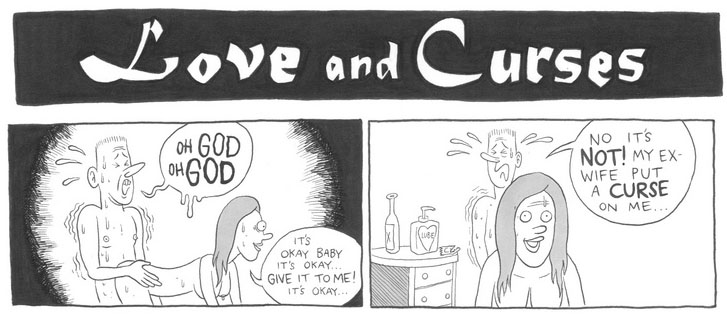 Love and Curses
OH GOD
OH GOD
IT'S
OKAY BABY
IT'S OKAY...
GIVE IT TO ME!
IT'S OKAY...
NO IT'S
NOT! MY EX-
WIFE PUT
A CURSE
ON ME...
LUBE